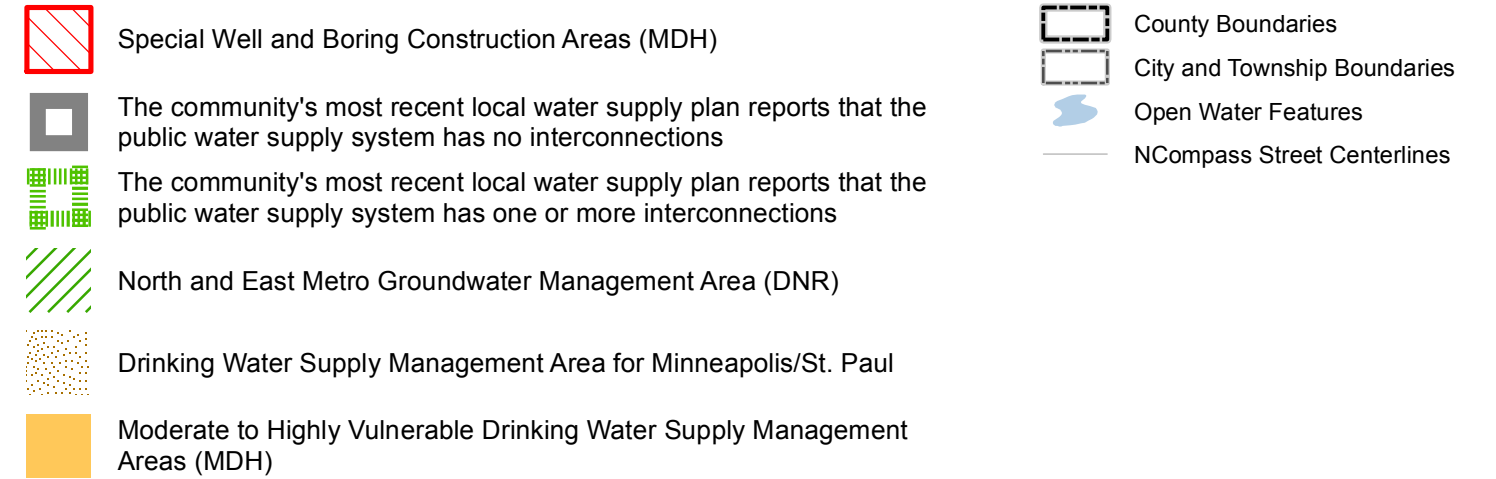 Special Well and Boring Construction Areas (MDH)
The community's most recent local water supply plan reports that the
public water supply system has no interconnections
The community's most recent local water supply plan reports that the
public water supply system has one or more interconnections
North and East Metro Groundwater Management Area (DNR)
Drinking Water Supply Management Area for Minneapolis/St. Paul
Moderate to Highly Vulnerable Drinking Water Supply Management
Areas (MDH)
County Boundaries
City and Township Boundaries
Open Water Features
NCompass Street Centerlines